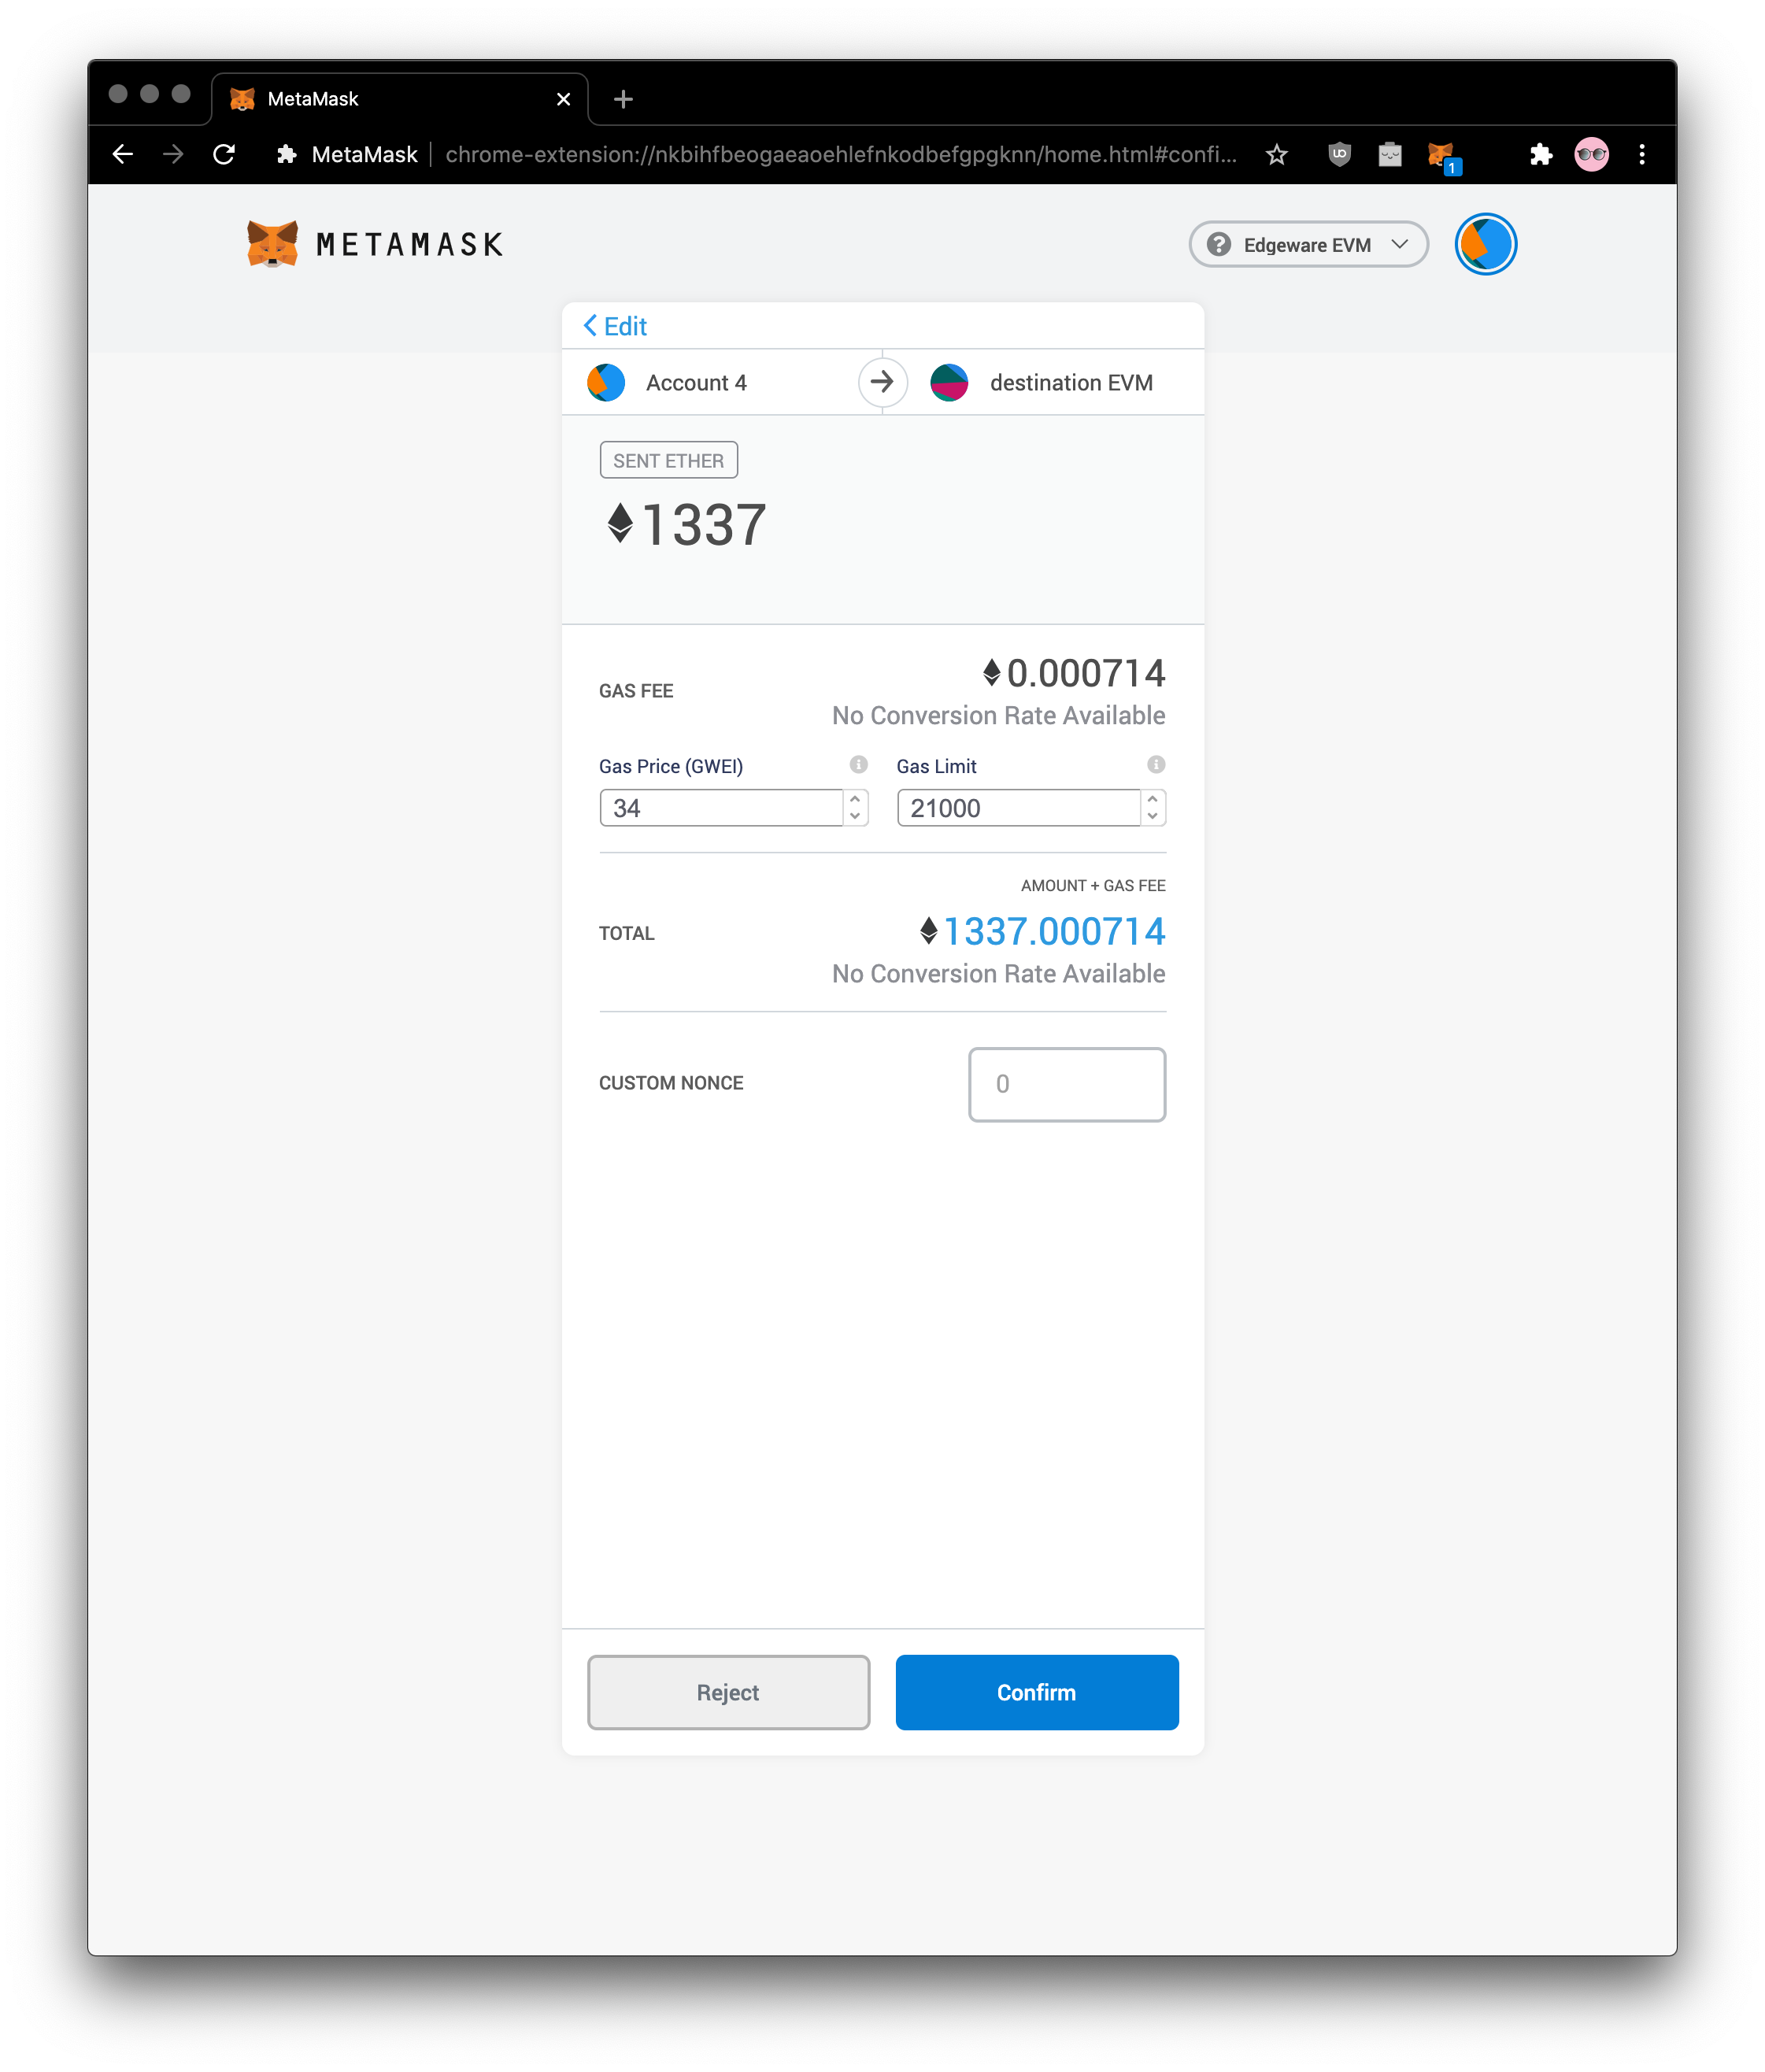 MetaMask
MetaMask chrome-extension://nkbihfbeogaeaoehlefnkodbefgpgknn/home.html#confi...
1
METAMASK
Edgeware EVM
Edit
Account 4
destination EVM
SENT ETHER
1337
GAS FEE
0.000714
No Conversion Rate Available
Gas Price (GWEI)
Gas Limit
34
21000
AMOUNT + GAS FEE
TOTAL
1337.000714
No Conversion Rate Available
CUSTOM NONCE
0
Reject
Confirm